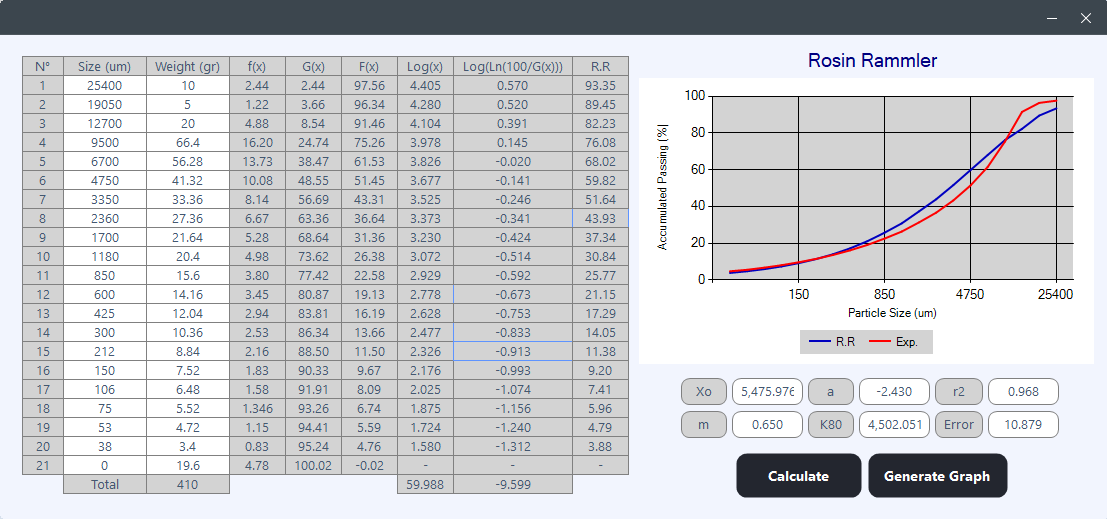 Rosin Rammler
N° Size (um) Weight (gr) f(x) G(x) F(x) Log(x) Log(Ln(100/G(x))) R.R
1 25400 10 2.44 2.44 97.56 4.405 0.570 93.35
2 19050 5 1.22 3.66 96.34 4.280 0.520 89.45
3 12700 20 4.88 8.54 91.46 4.104 0.391 82.23
4 9500 66.4 16.20 24.74 75.26 3.978 0.145 76.08
5 6700 56.28 13.73 38.47 61.53 3.826 -0.020 68.02
6 4750 41.32 10.08 48.55 51.45 3.677 -0.141 59.82
7 3350 33.36 8.14 56.69 43.31 3.525 -0.246 51.64
8 2360 27.36 6.67 63.36 36.64 3.373 -0.341 43.93
9 1700 21.64 5.28 68.64 31.36 3.230 -0.424 37.34
10 1180 20.4 4.98 73.62 26.38 3.072 -0.514 30.84
11 850 15.6 3.80 77.42 22.58 2.929 -0.592 25.77
12 600 14.16 3.45 80.87 19.13 2.778 -0.673 21.15
13 425 12.04 2.94 83.81 16.19 2.628 -0.753 17.29
14 300 10.36 2.53 86.34 13.66 2.477 -0.833 14.05
15 212 8.84 2.16 88.50 11.50 2.326 -0.913 11.38
16 150 7.52 1.83 90.33 9.67 2.176 -0.993 9.20
17 106 6.48 1.58 91.91 8.09 2.025 -1.074 7.41
18 75 5.52 1.346 93.26 6.74 1.875 -1.156 5.96
19 53 4.72 1.15 94.41 5.59 1.724 -1.240 4.79
20 38 3.4 0.83 95.24 4.76 1.580 -1.312 3.88
21 0 19.6 4.78 100.02 -0.02 - - -
Total 410 59.988 -9.599
Accumulated Passing (%|
100
80
60
40
20
0
150 850 4750 25400
Particle Size (um)
R.R Exp.
Xo 5,475.976 a -2.430 r2 0.968
m 0.650 K80 4,502.051 Error 10.879
Calculate Generate Graph